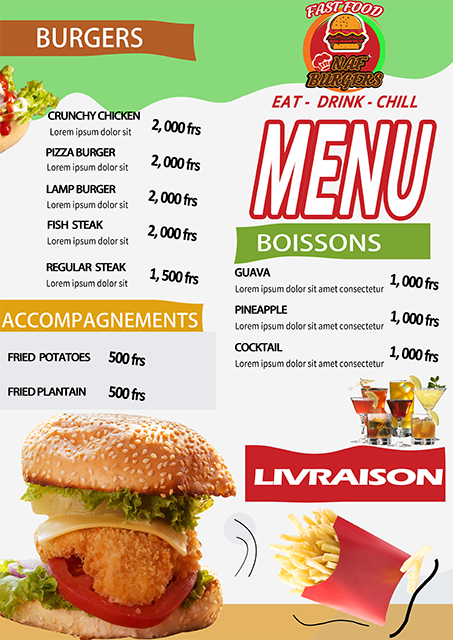 BURGERS
FAST FOOD
NAF
BURGERS
EAT - DRINK - CHILL
MENU
CRUNCHY CHICKEN 2, 000 frs
Lorem ipsum dolor sit
PIZZA BURGER 2, 000 frs
Lorem ipsum dolor sit
LAMP BURGER 2, 000 frs
Lorem ipsum dolor sit
FISH STEAK 2, 000 frs
Lorem ipsum dolor sit
REGULAR STEAK 1, 500 frs
Lorem ipsum dolor sit
ACCOMPAGNEMENTS
FRIED POTATOES 500 frs
FRIED PLANTAIN 500 frs
BOISSONS
GUAVA 1, 000 frs
Lorem ipsum dolor sit amet consectetur
PINEAPPLE 1, 000 frs
Lorem ipsum dolor sit amet consectetur
COCKTAIL 1, 000 frs
Lorem ipsum dolor sit amet consectetur
LIVRAISON